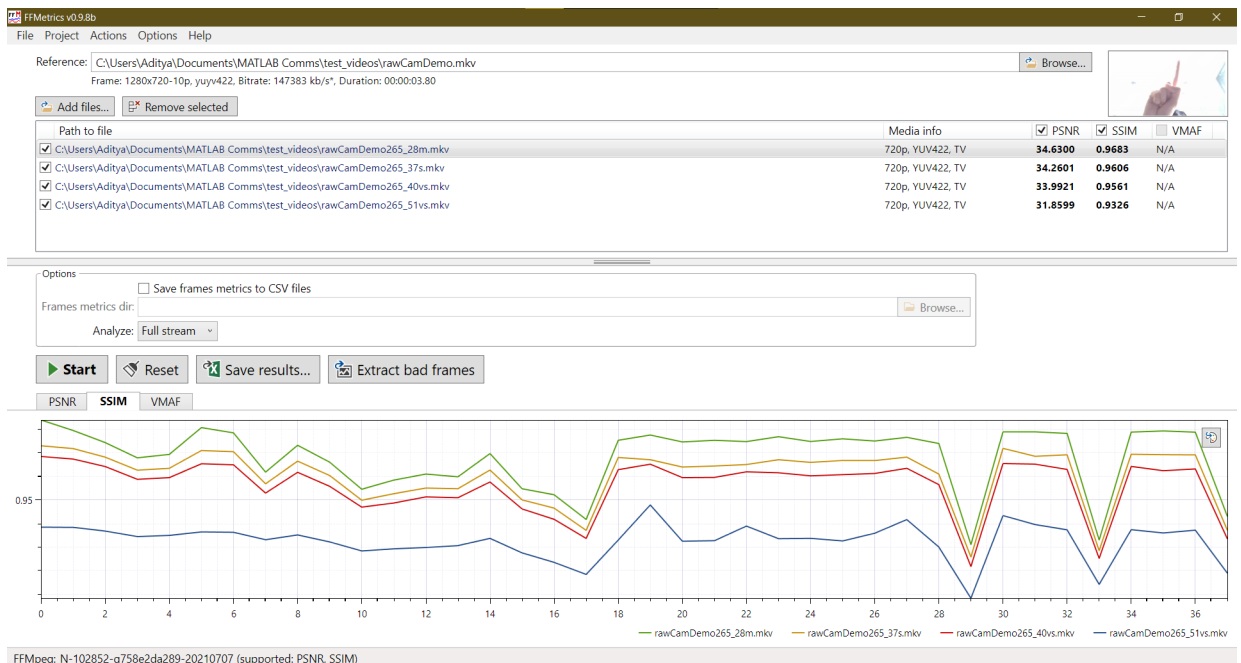 FFMetrics v0.9.8b
File Project Actions Options Help
Reference: C:\Users\Aditya\Documents\MATLAB Comms\test_videos\rawCamDemo.mkv Browse...
Frame: 1280x720-10p, yuyv422, Bitrate: 147383 kb/s*, Duration: 00:00:03.80
Add files... Remove selected
Path to file Media info PSNR SSIM VMAF
C:\Users\Aditya\Documents\MATLAB Comms\test_videos\rawCamDemo265_28m.mkv 720p, YUV422, TV 34.6300 0.9683 N/A
C:\Users\Aditya\Documents\MATLAB Comms\test_videos\rawCamDemo265_37s.mkv 720p, YUV422, TV 34.2601 0.9606 N/A
C:\Users\Aditya\Documents\MATLAB Comms\test_videos\rawCamDemo265_40vs.mkv 720p, YUV422, TV 33.9921 0.9561 N/A
C:\Users\Aditya\Documents\MATLAB Comms\test_videos\rawCamDemo265_51vs.mkv 720p, YUV422, TV 31.8599 0.9326 N/A
Options
Save frames metrics to CSV files
Frames metrics dir: Browse...
Analyze: Full stream
Start Reset Save results... Extract bad frames
PSNR SSIM VMAF
0.95
0 2 4 6 8 10 12 14 16 18 20 22 24 26 28 30 32 34 36
rawCamDemo265_28m.mkv rawCamDemo265_37s.mkv rawCamDemo265_40vs.mkv rawCamDemo265_51vs.mkv
FFMpeg: N-102852-g758e2da289-20210707 (supported: PSNR, SSIM)